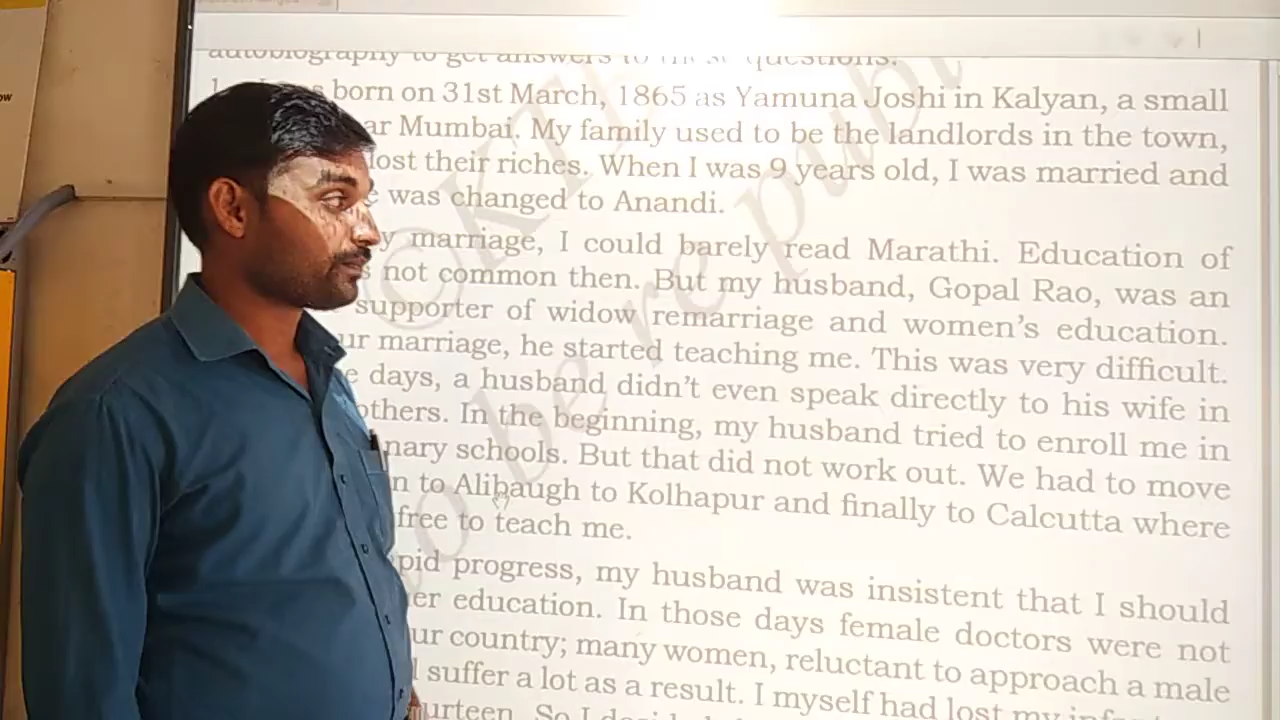 autobiography to get answers to these questions.
born on 31st March, 1865 as Yamuna Joshi in Kalyan, a small
ar Mumbai. My family used to be the landlords in the town,
lost their riches. When I was 9 years old, I was married and
e was changed to Anandi.
y marriage, I could barely read Marathi. Education of
s not common then. But my husband, Gopal Rao, was an
supporter of widow remarriage and women's education.
ur marriage, he started teaching me. This was very difficult.
e days, a husband didn't even speak directly to his wife in
others. In the beginning, my husband tried to enroll me in
nary schools. But that did not work out. We had to move
n to Alibaugh to Kolhapur and finally to Calcutta where
free to teach me.
pid progress, my husband was insistent that I should
er education. In those days female doctors were not
ur country; many women, reluctant to approach a male
l suffer a lot as a result. I myself had lost my
urteen. So I
to be re publ
ow